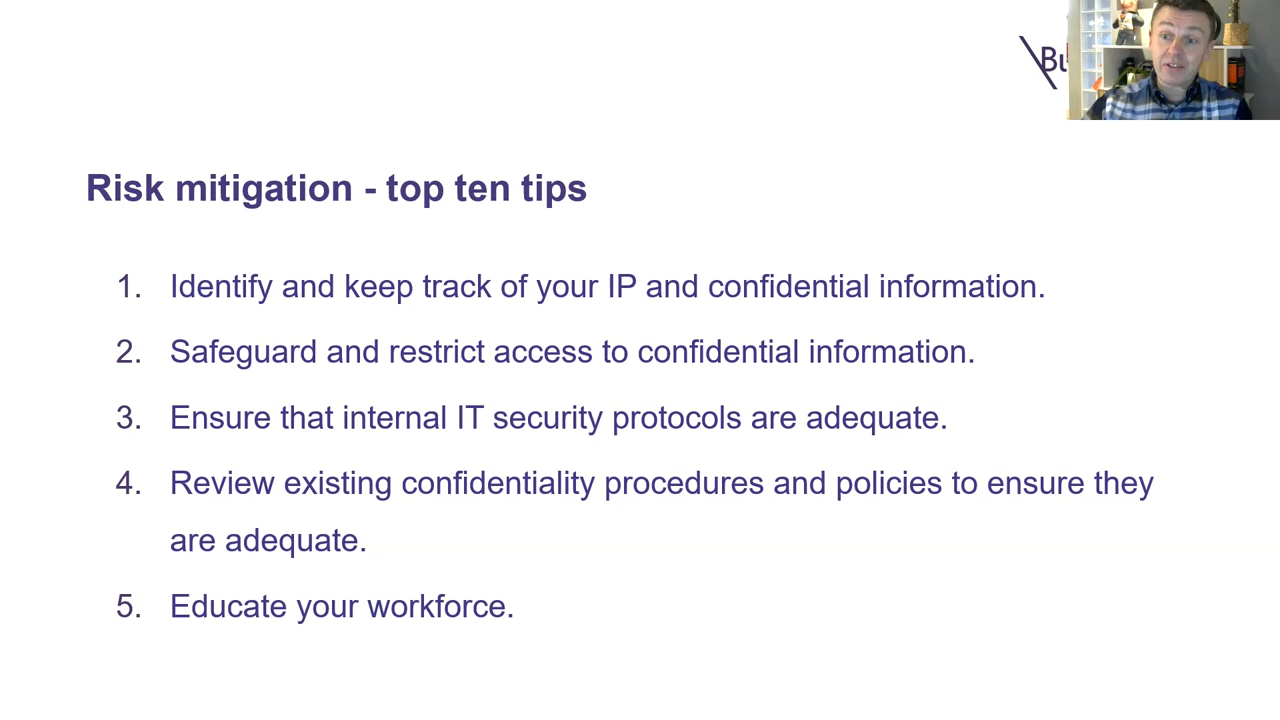 Bu
Risk mitigation - top ten tips
1. Identify and keep track of your IP and confidential information.
2. Safeguard and restrict access to confidential information.
3. Ensure that internal IT security protocols are adequate.
4. Review existing confidentiality procedures and policies to ensure they
are adequate.
5. Educate your workforce.